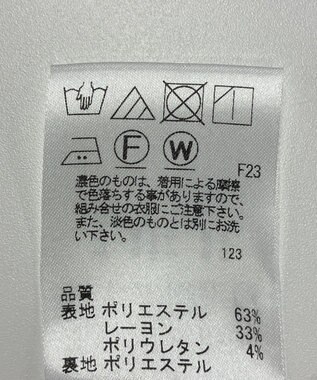 F W F23
濃色のものは、着用による摩擦
で色落ちする事がありますので、
組み合せの衣服にご注意下さい。
また、淡色のものとは別にお洗
い下さい。
123
品質
表地 ポリエステル 63%
レーヨン 33%
ポリウレタン 4%
裏地 ポリエステル